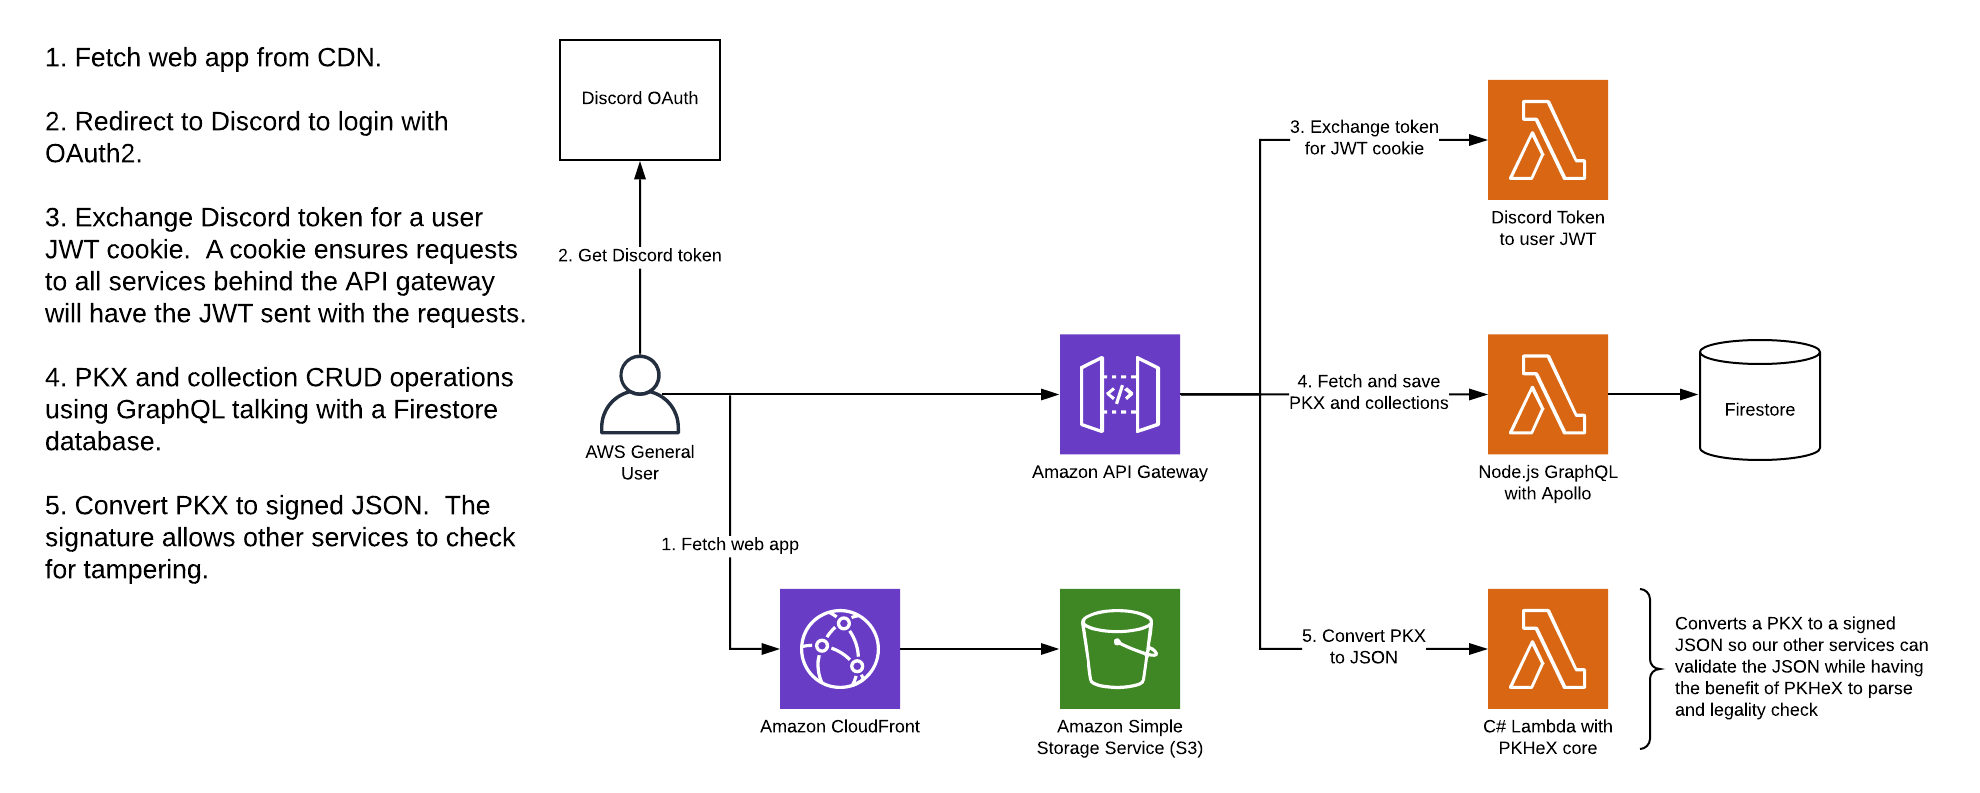 1. Fetch web app from CDN.
2. Redirect to Discord to login with
OAuth2.
3. Exchange Discord token for a user
JWT cookie.  A cookie ensures requests
to all services behind the API gateway
will have the JWT sent with the requests.
4. PKX and collection CRUD operations
using GraphQL talking with a Firestore
database.
5. Convert PKX to signed JSON.  The
signature allows other services to check
for tampering.
Discord OAuth
2. Get Discord token
AWS General
User
1. Fetch web app
Amazon CloudFront
Amazon Simple
Storage Service (S3)
Amazon API Gateway
3. Exchange token
for JWT cookie
Discord Token
to user JWT
4. Fetch and save
PKX and collections
Node.js GraphQL
with Apollo
Firestore
5. Convert PKX
to JSON
C# Lambda with
PKHeX core
Converts a PKX to a signed
JSON so our other services can
validate the JSON while having
the benefit of PKHeX to parse
and legality check